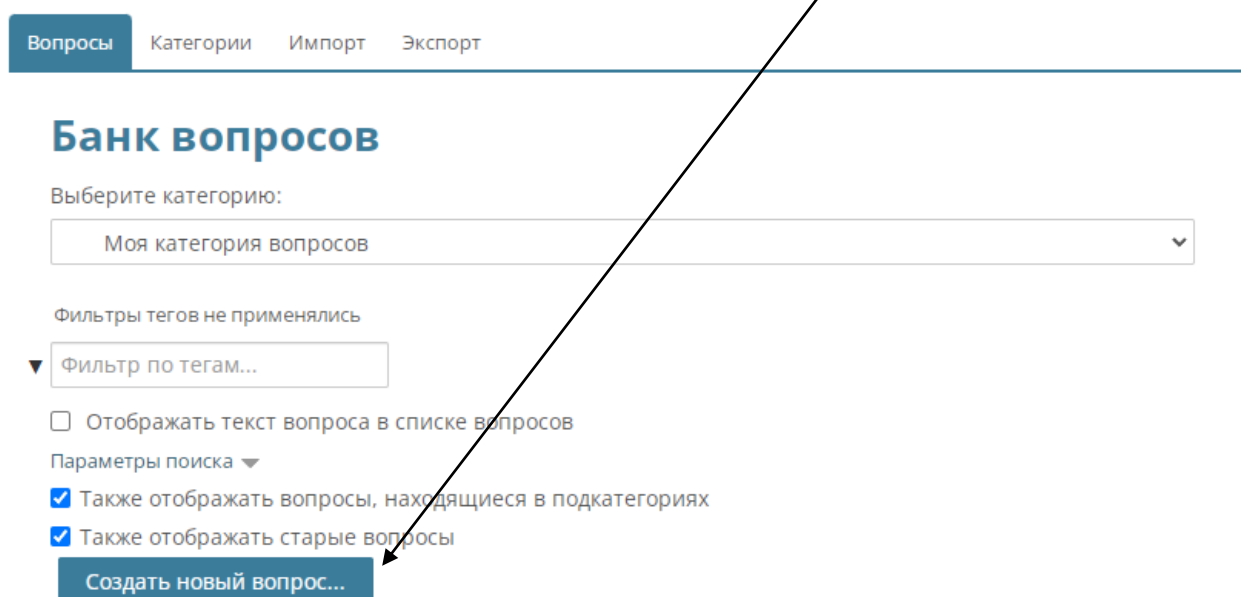 Вопросы Категории Импорт Экспорт
Банк вопросов
Выберите категорию:
Моя категория вопросов
Фильтры тегов не применялись
Фильтр по тегам...
Отображать текст вопроса в списке вопросов
Параметры поиска
Также отображать вопросы, находящиеся в подкатегориях
Также отображать старые вопросы
Создать новый вопрос...